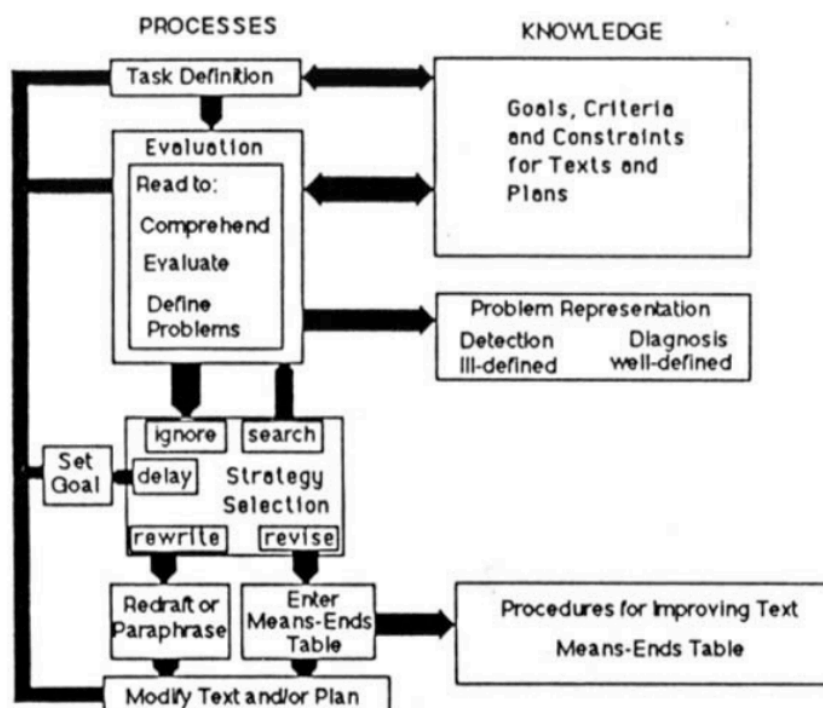 PROCESSES
KNOWLEDGE
Task Definition
Goals, Criteria
and Constraints
for Texts and
Plans
Evaluation
Read to:
Comprehend
Evaluate
Define
Problems
Problem Representation
Detection Diagnosis
Ill-defined well-defined
ignore search
Set
Goal
delay
Strategy
Selection
rewrite revise
Redraft or
Paraphrase
Enter
Means-Ends
Table
Procedures for Improving Text
Means-Ends Table
Modify Text and/or Plan